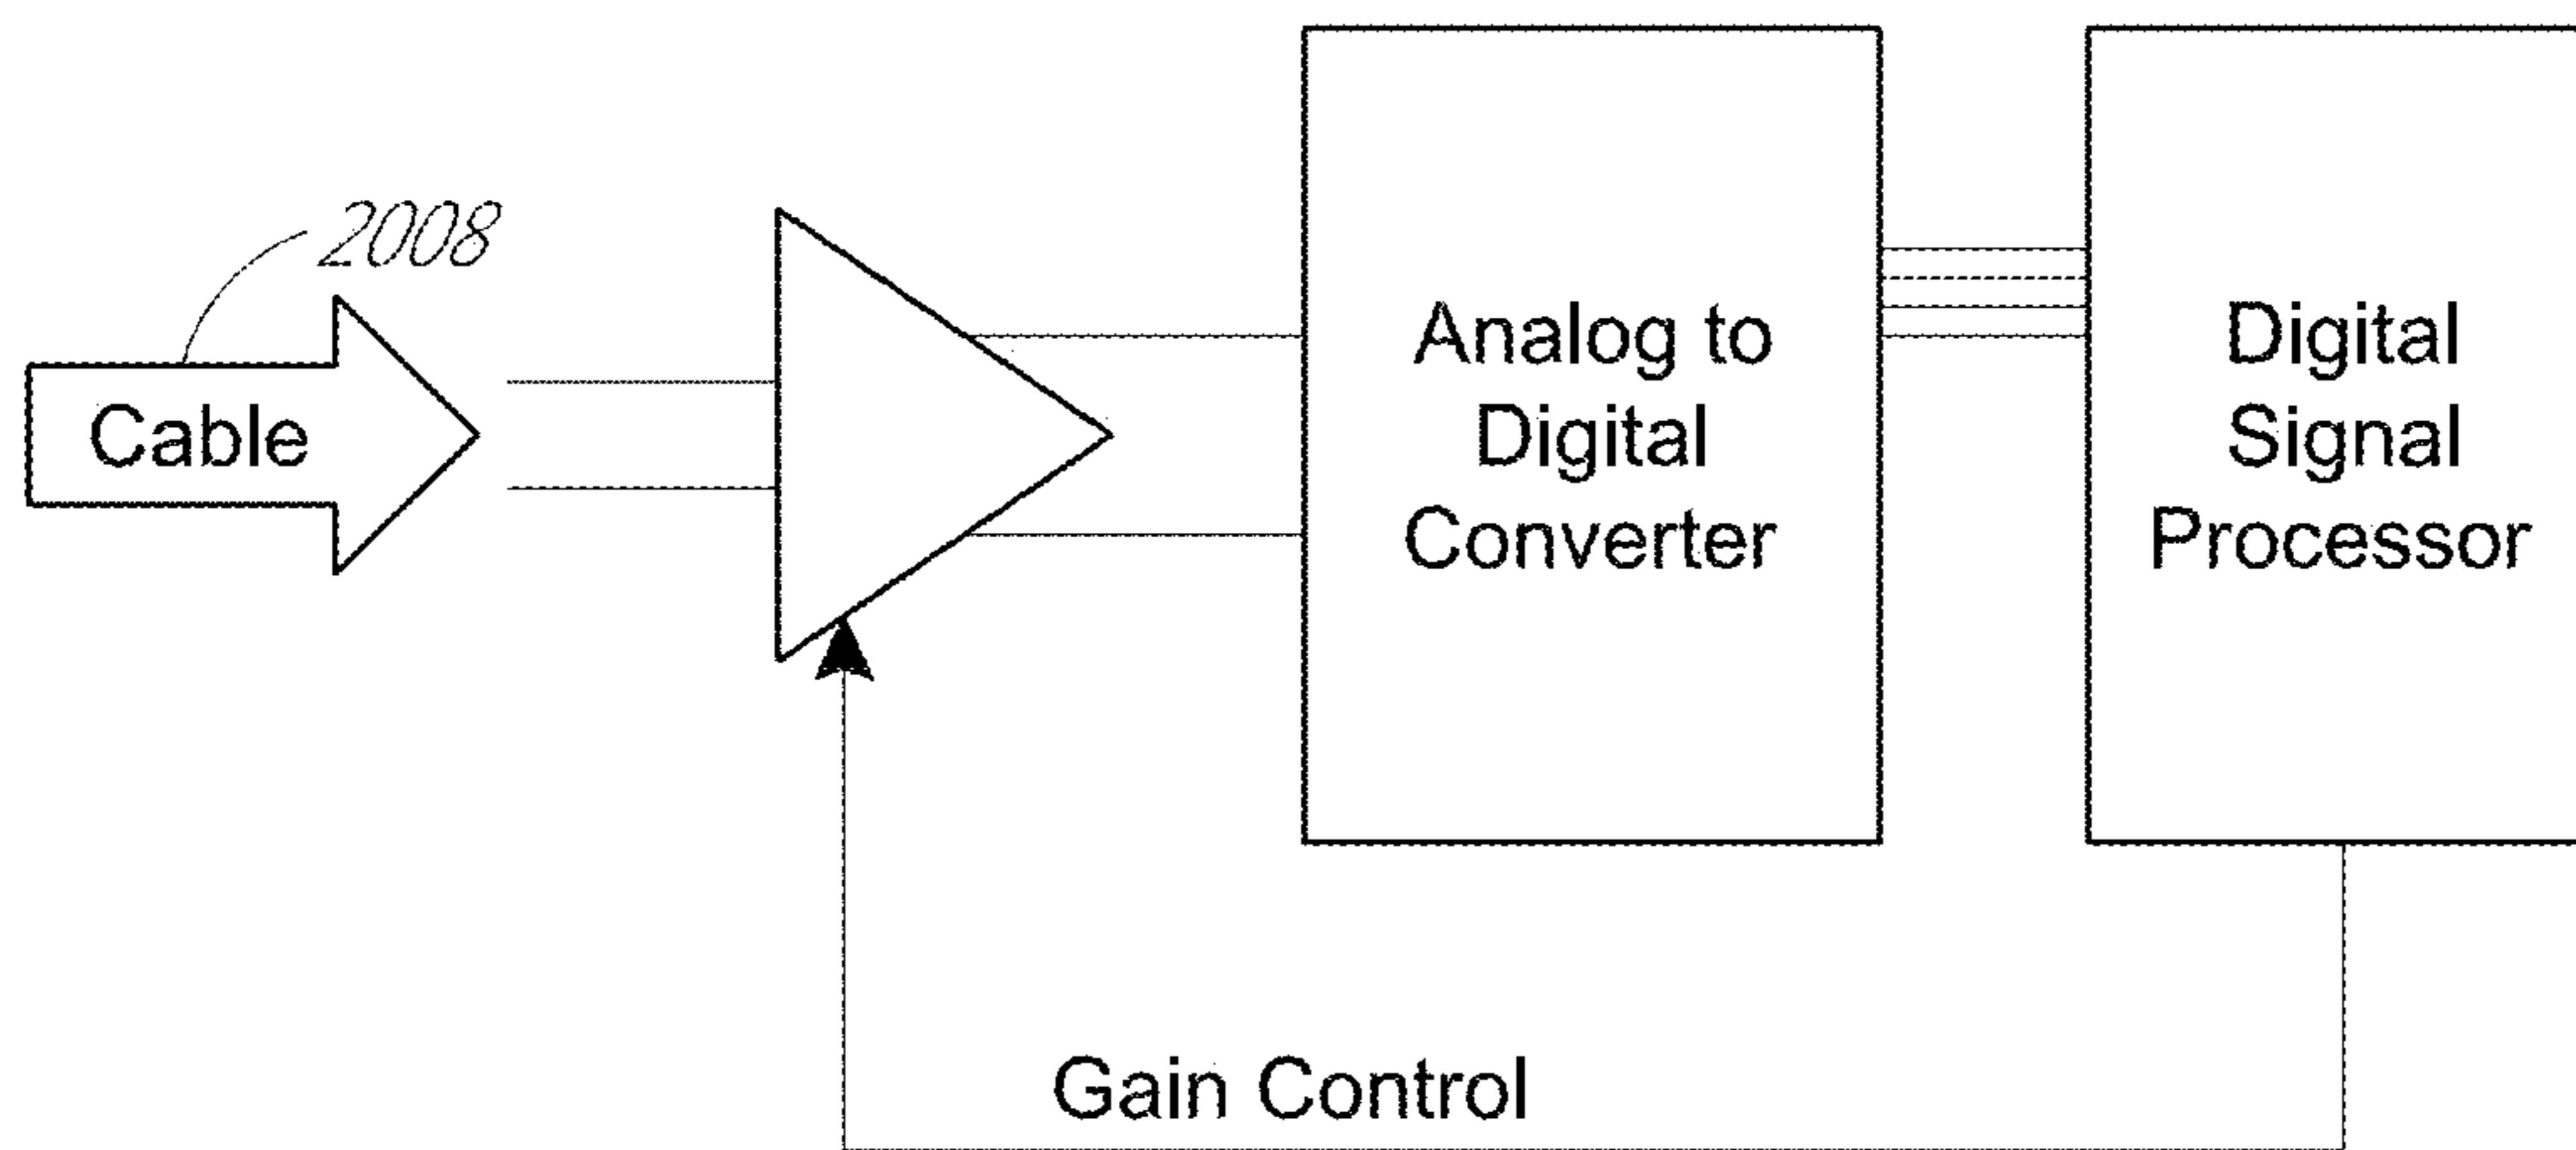 2008
Cable
Analog to
Digital
Converter
Digital
Signal
Processor
Gain Control